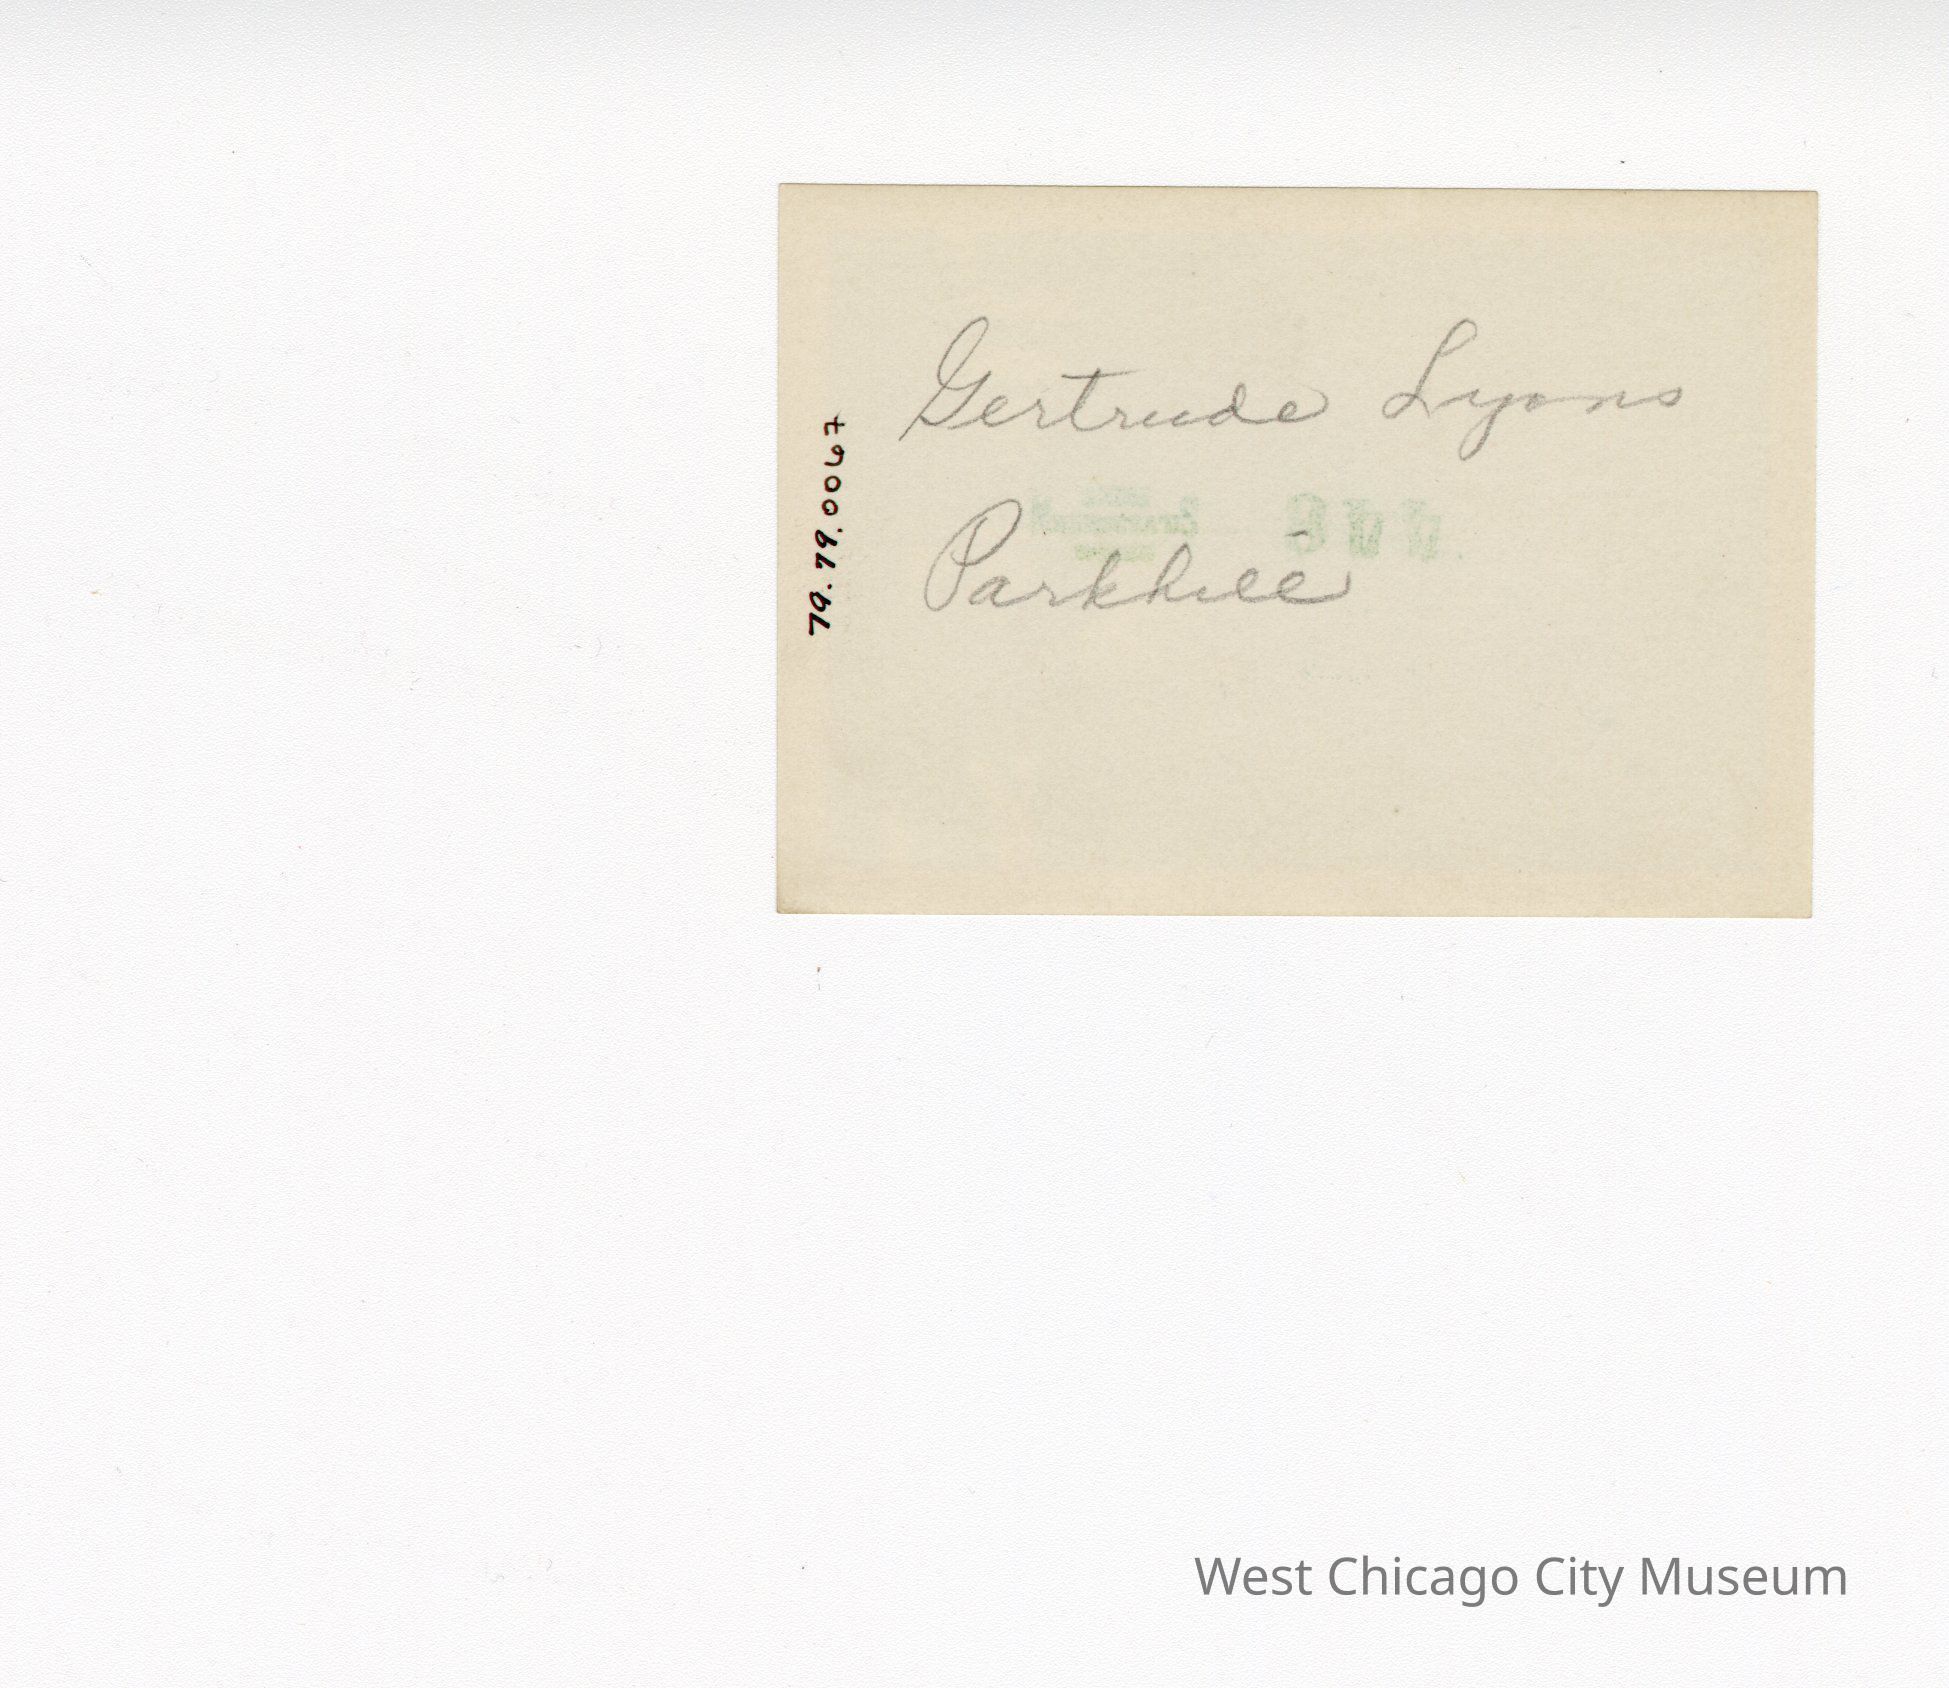 Gertrude Lyons
Parkhill
79.79.0067
West Chicago City Museum